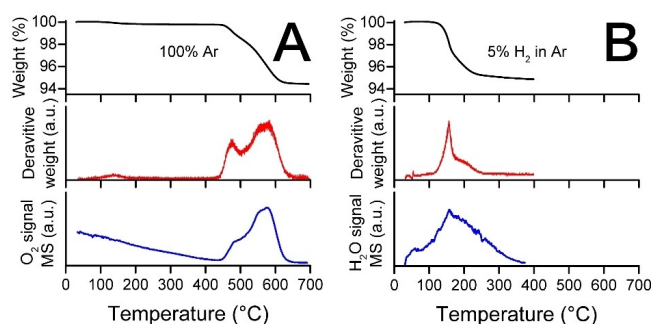 100
98
96
94
Weight (%)
100% Ar
A
Deravitive
weight (a.u.)
O2 signal
MS (a.u.)
0 100 200 300 400 500 600 700
Temperature (°C)
100
98
96
94
Weight (%)
5% H2 in Ar
B
Deravitive
weight (a.u.)
H2O signal
MS (a.u.)
0 100 200 300 400 500 600 700
Temperature (°C)